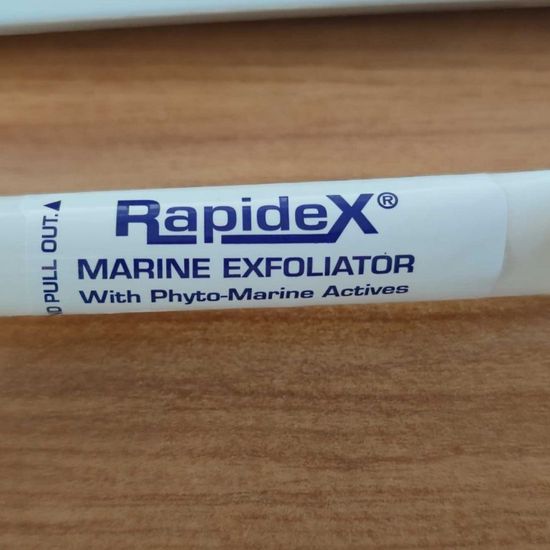 RapideX®
MARINE EXFOLIATOR
With Phyto-Marine Actives
PULL OUT.▲